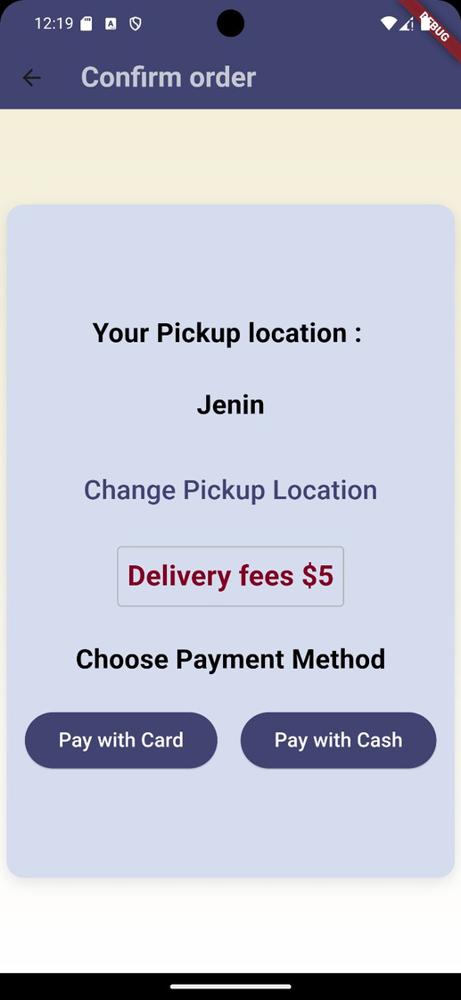 12:19
DEBUG
Confirm order
Your Pickup location :
Jenin
Change Pickup Location
Delivery fees $5
Choose Payment Method
Pay with Card
Pay with Cash